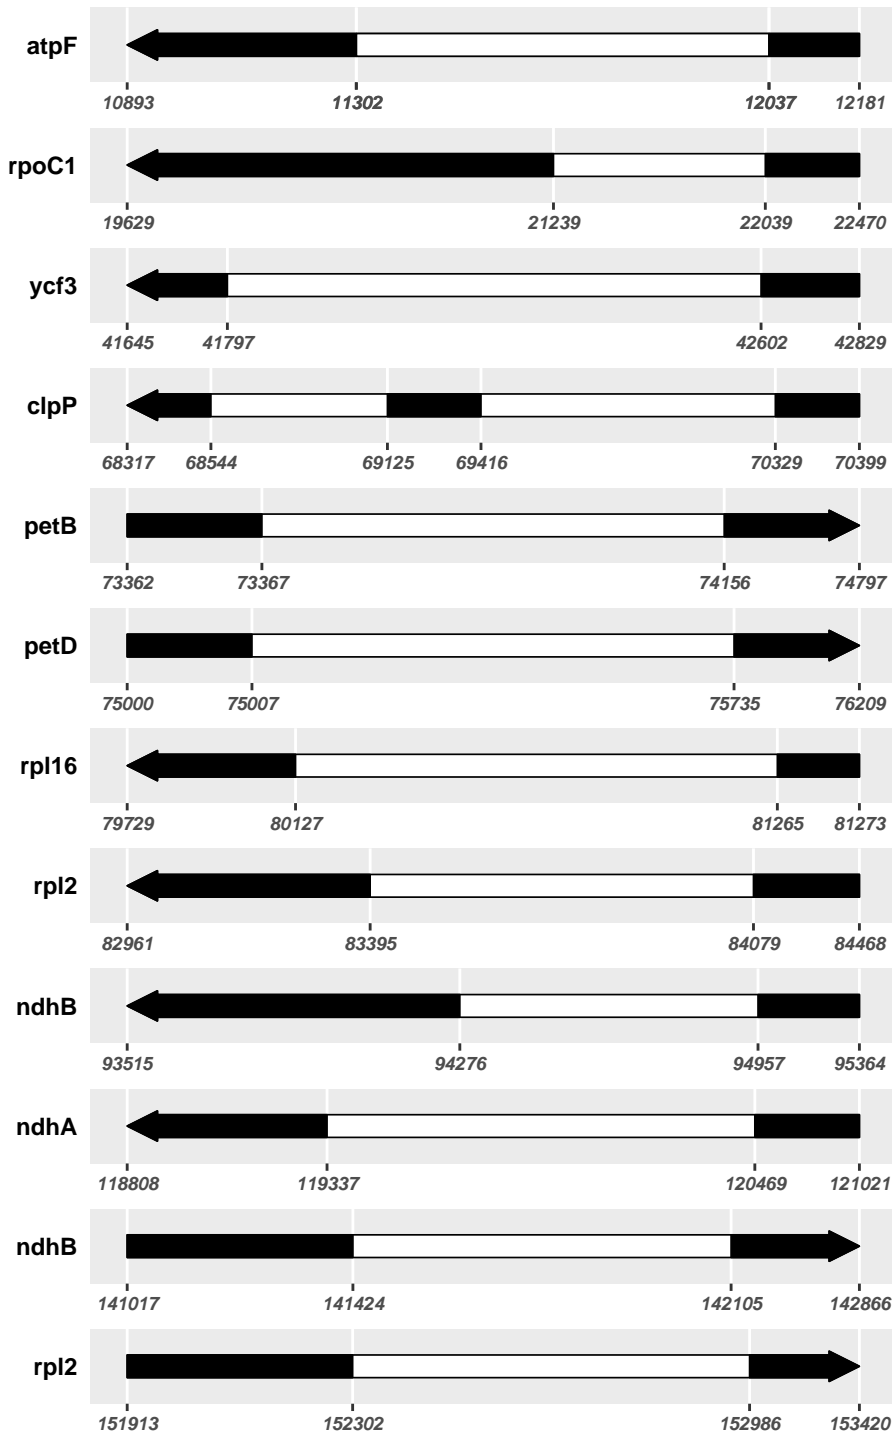 atpF
10893 11302 12037 12181
rpoC1
19629 21239 22039 22470
ycf3
41645 41797 42602 42829
clpP
68317 68544 69125 69416 70329 70399
petB
73362 73367 74156 74797
petD
75000 75007 75735 76209
rpl16
79729 80127 81265 81273
rpl2
82961 83395 84079 84468
ndhB
93515 94276 94957 95364
ndhA
118808 119337 120469 121021
ndhB
141017 141424 142105 142866
rpl2
151913 152302 152986 153420